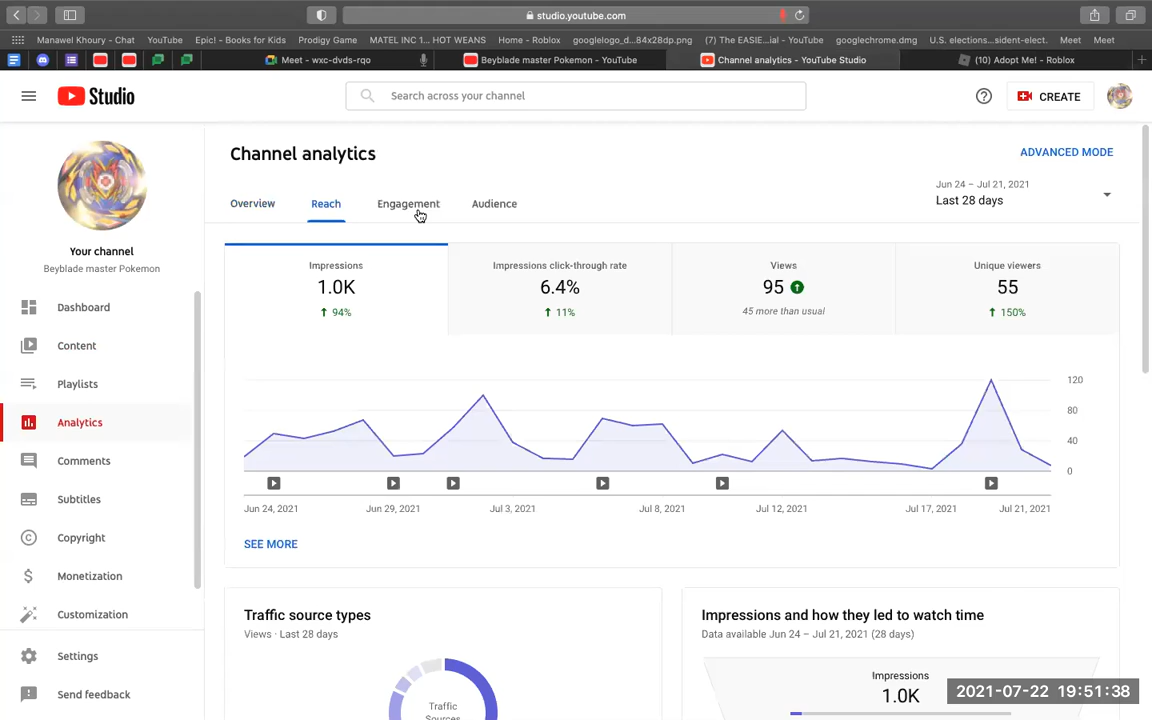 studio.youtube.com
Manawel Khoury - Chat YouTube Epic! - Books for Kids Prodigy Game MATEL INC 1... HOT WEANS Home - Roblox googlelogo_d...84x28dp.png (7) The EASIE...ial - YouTube googlechrome.dmg U.S. elections...sident-elect. Meet Meet
Meet - wxc-dvds-rqo Beyblade master Pokemon - YouTube Channel analytics - YouTube Studio (10) Adopt Me! - Roblox
Studio
Search across your channel
CREATE
Your channel
Beyblade master Pokemon
Dashboard
Content
Playlists
Analytics
Comments
Subtitles
Copyright
Monetization
Customization
Settings
Send feedback
Channel analytics
ADVANCED MODE
Overview Reach Engagement Audience
Jun 24 – Jul 21, 2021
Last 28 days
Impressions
1.0K
94%
Impressions click-through rate
6.4%
11%
Views
95
45 more than usual
Unique viewers
55
150%
120
80
40
0
Jun 24, 2021 Jun 29, 2021 Jul 3, 2021 Jul 8, 2021 Jul 12, 2021 Jul 17, 2021 Jul 21, 2021
SEE MORE
Traffic source types
Views · Last 28 days
Traffic
Sources
Impressions and how they led to watch time
Data available Jun 24 – Jul 21, 2021 (28 days)
Impressions
1.0K
2021-07-22 19:51:38